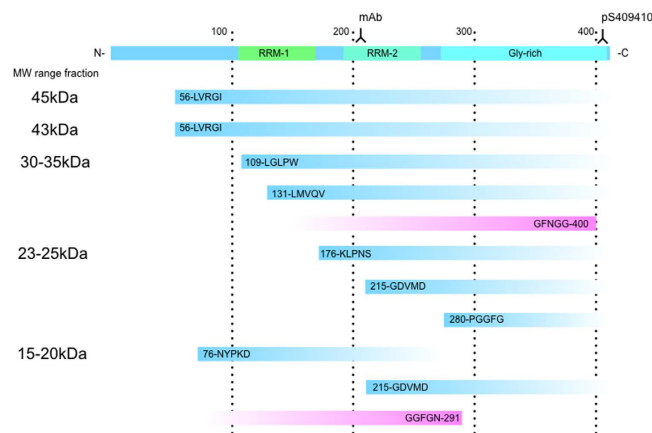 mAb pS409410
100 200 300 400
N- RRM-1 RRM-2 Gly-rich -C
MW range fraction
45kDa 56-LVRGI
43kDa 56-LVRGI
30-35kDa 109-LGLPW
131-LMVQV
GFNGG-400
23-25kDa 176-KLPNS
215-GDVMD
280-PGGFG
15-20kDa 76-NYPKD
215-GDVMD
GGFGN-291